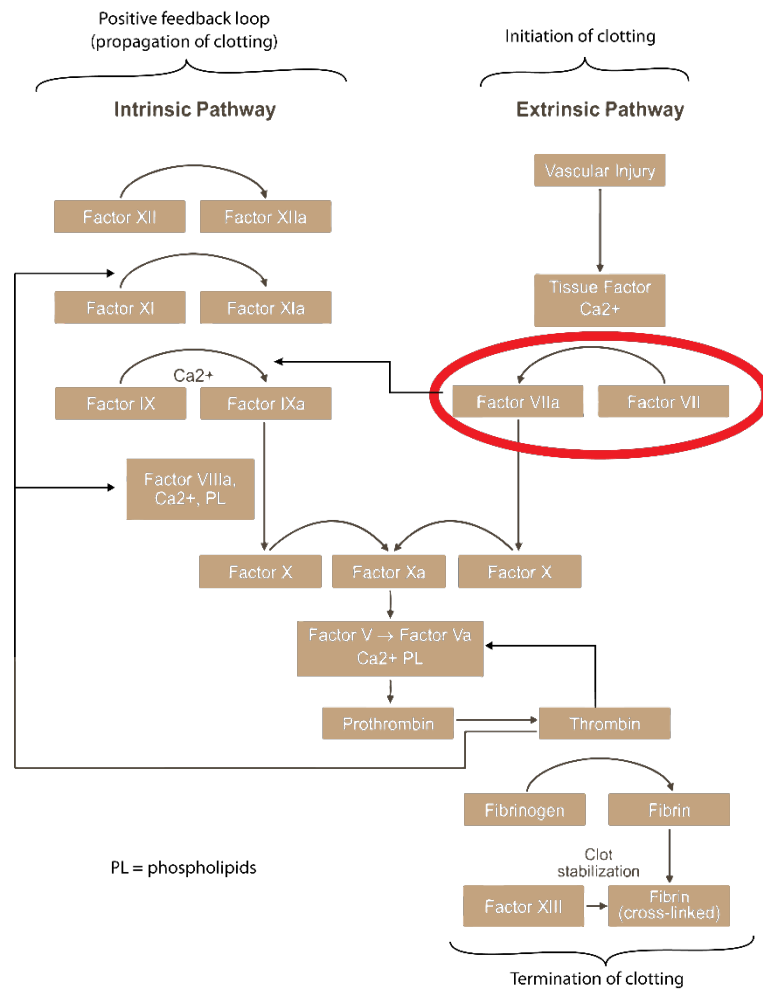 Positive feedback loop
(propagation of clotting)
Initiation of clotting
Intrinsic Pathway
Extrinsic Pathway
Vascular Injury
Factor XII
Factor XIIa
Tissue Factor
Ca2+
Factor XI
Factor XIa
Ca2+
Factor IX
Factor IXa
Factor VIIa
Factor VII
Factor VIIIa,
Ca2+, PL
Factor X
Factor Xa
Factor X
Factor V → Factor Va
Ca2+ PL
Prothrombin
Thrombin
Fibrinogen
Fibrin
PL = phospholipids
Clot
stabilization
Factor XIII
Fibrin
(cross-linked)
Termination of clotting